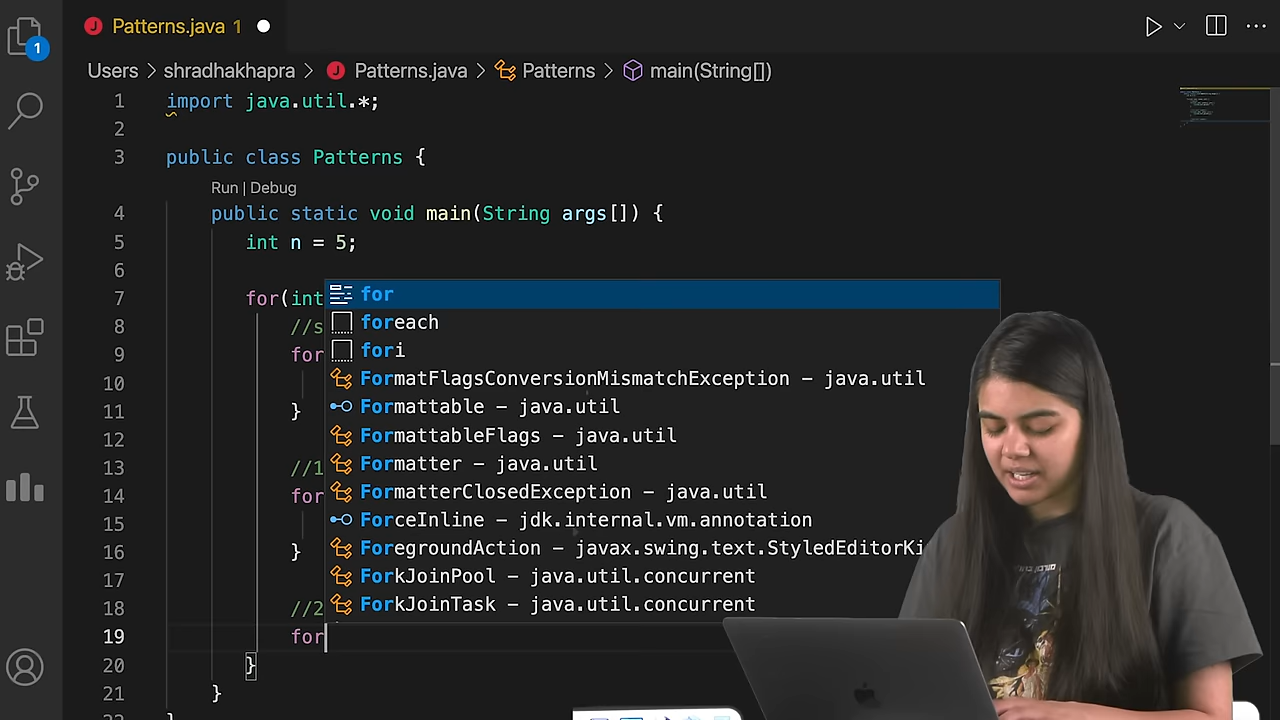 Patterns.java 1
1
Users > shradhakhapra > Patterns.java > Patterns > main(String[])
1 import java.util.*;
2
3 public class Patterns {
Run | Debug
4 public static void main(String args[]) {
5 int n = 5;
6
7 for(int
8 //s
9 for
10
11 }
12
13 //1
14 for
15
16 }
17
18 //2
19 for
20 }
21 }
for
foreach
fori
FormatFlagsConversionMismatchException – java.util
Formattable – java.util
FormattableFlags – java.util
Formatter – java.util
FormatterClosedException – java.util
ForceInline – jdk.internal.vm.annotation
ForegroundAction – javax.swing.text.StyledEditorKi
ForkJoinPool – java.util.concurrent
ForkJoinTask – java.util.concurrent